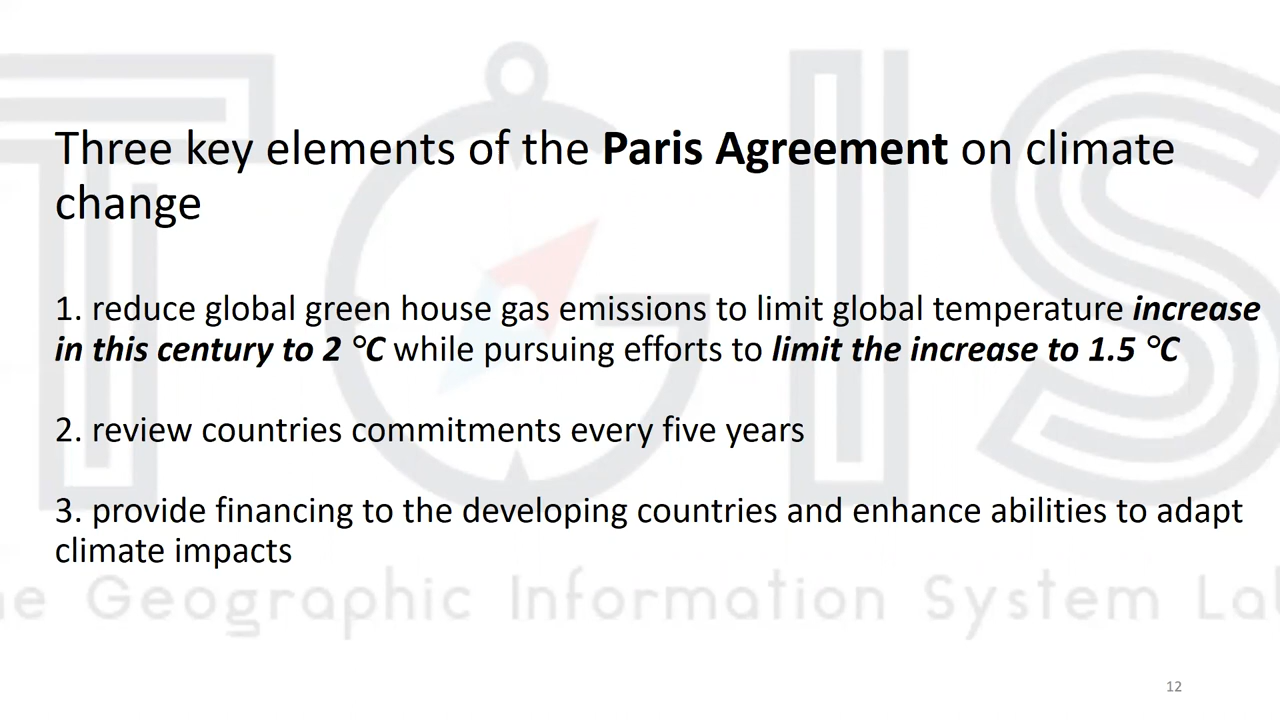 Three key elements of the Paris Agreement on climate
change
1. reduce global green house gas emissions to limit global temperature increase
in this century to 2 °C while pursuing efforts to limit the increase to 1.5 °C
2. review countries commitments every five years
3. provide financing to the developing countries and enhance abilities to adapt
climate impacts
TGIS
Geographic Information System
12